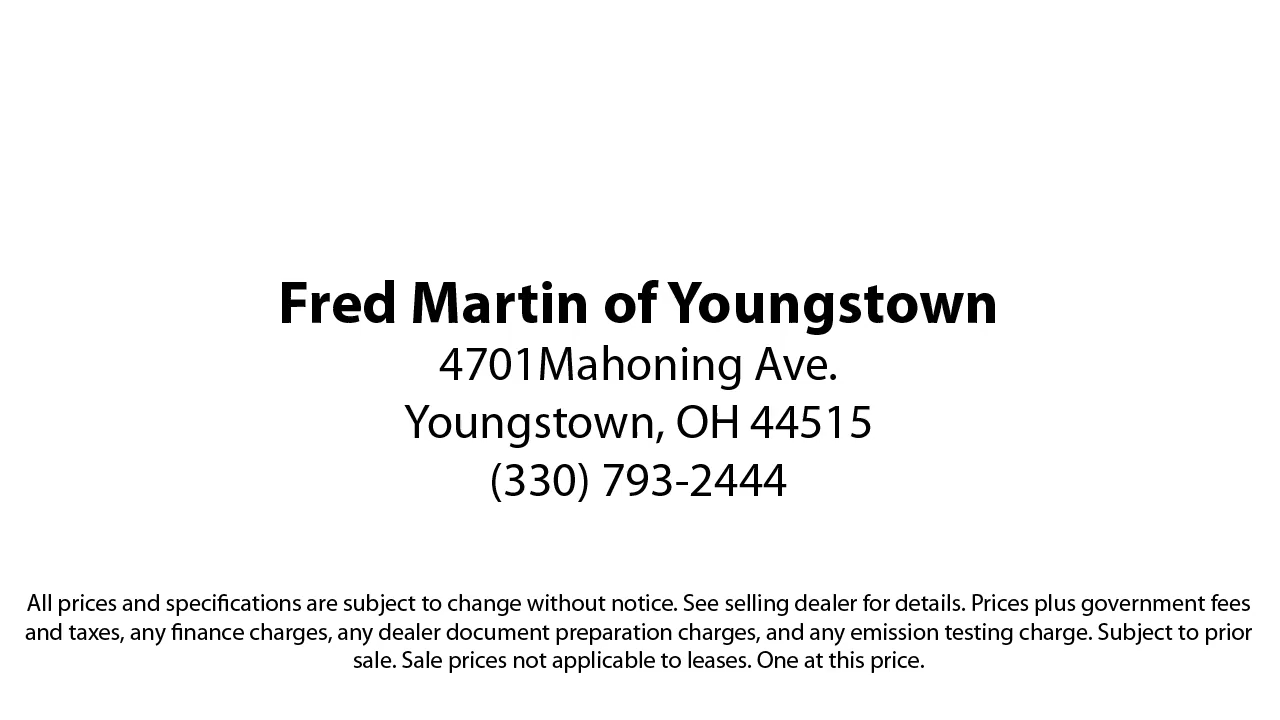 Fred Martin of Youngstown
4701Mahoning Ave.
Youngstown, OH 44515
(330) 793-2444
All prices and specifications are subject to change without notice. See selling dealer for details. Prices plus government fees
and taxes, any finance charges, any dealer document preparation charges, and any emission testing charge. Subject to prior
sale. Sale prices not applicable to leases. One at this price.